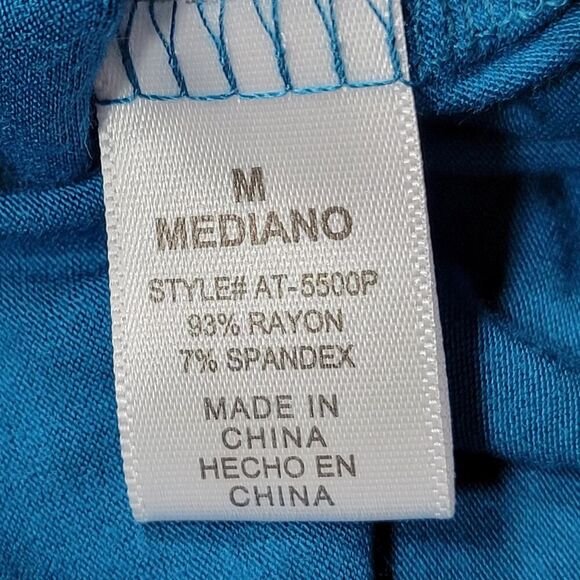 M
MEDIANO
STYLE# AT-5500P
93% RAYON
7% SPANDEX
MADE IN
CHINA
HECHO EN
CHINA